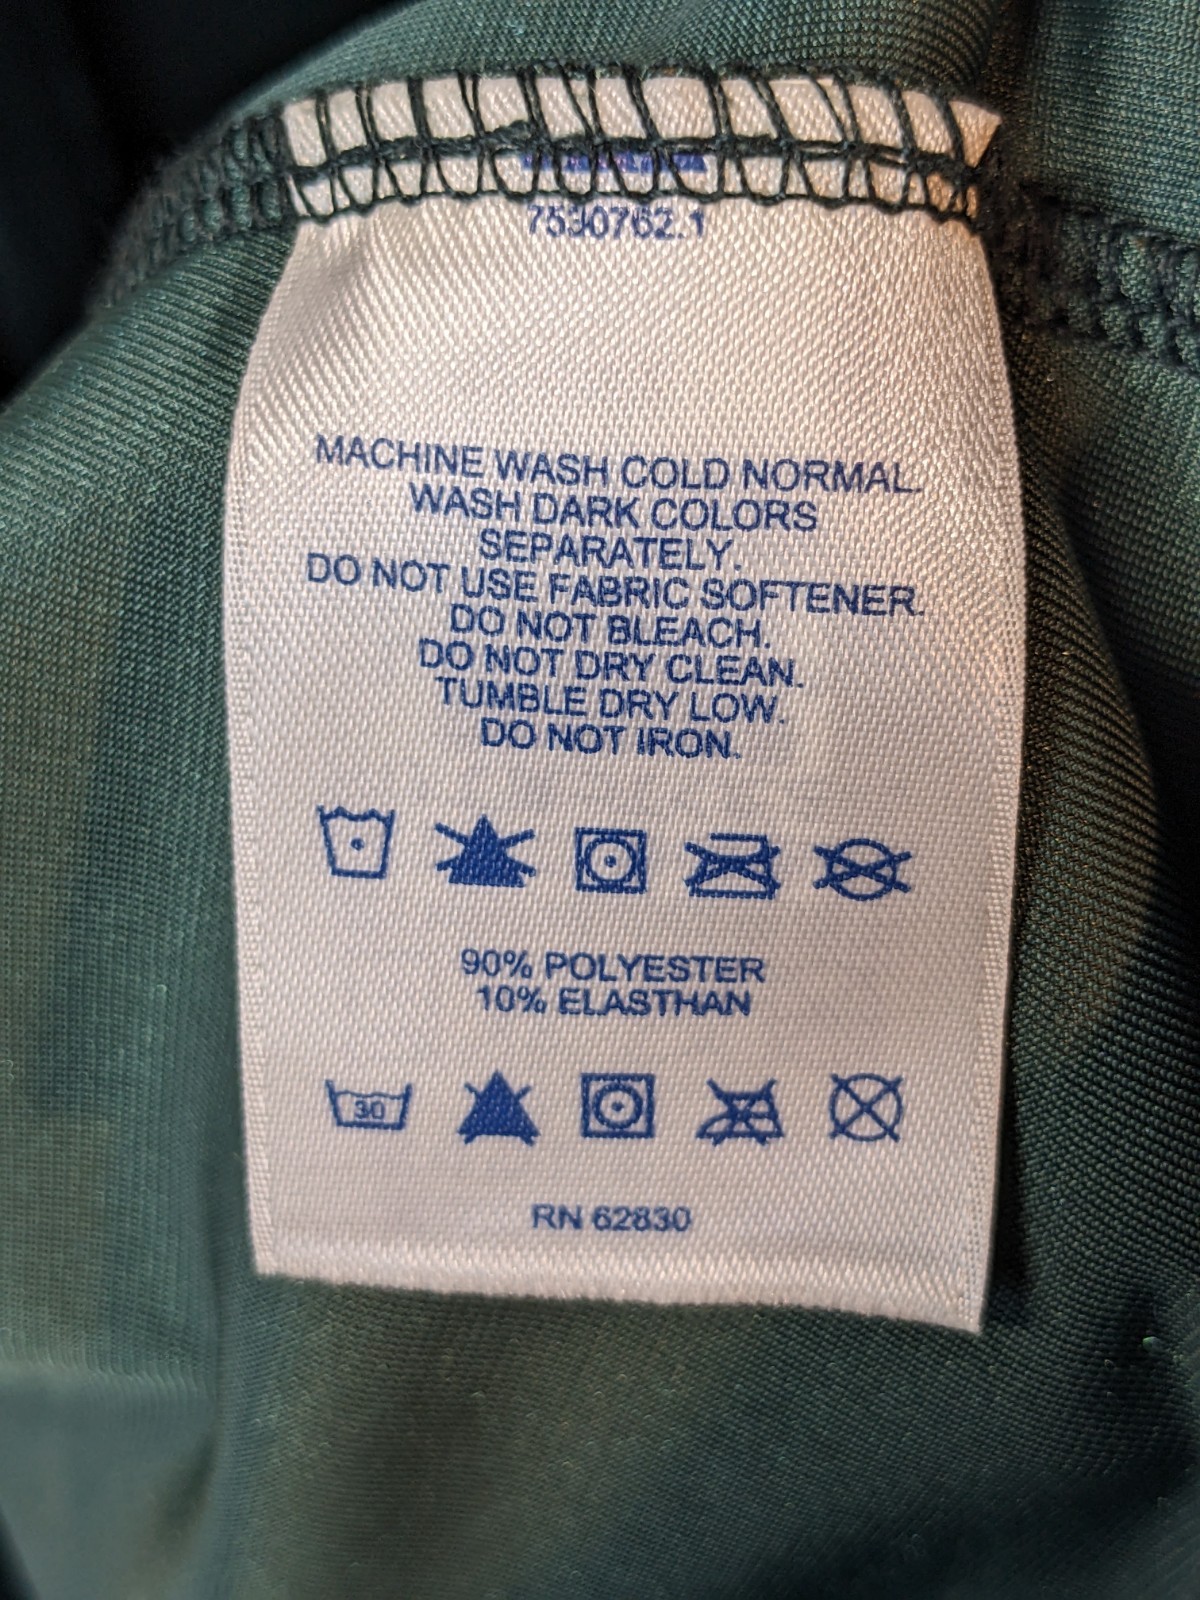 7530762.1
MACHINE WASH COLD NORMAL.
WASH DARK COLORS
SEPARATELY.
DO NOT USE FABRIC SOFTENER.
DO NOT BLEACH.
DO NOT DRY CLEAN.
TUMBLE DRY LOW.
DO NOT IRON.
90% POLYESTER
10% ELASTHAN
30
RN 62830